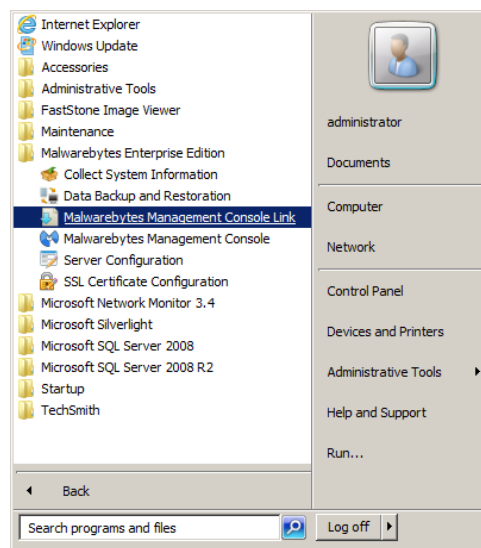 Internet Explorer
Windows Update
Accessories
Administrative Tools
FastStone Image Viewer
Maintenance
Malwarebytes Enterprise Edition
Collect System Information
Data Backup and Restoration
Malwarebytes Management Console Link
Malwarebytes Management Console
Server Configuration
SSL Certificate Configuration
Microsoft Network Monitor 3.4
Microsoft Silverlight
Microsoft SQL Server 2008
Microsoft SQL Server 2008 R2
Startup
TechSmith
Back
Search programs and files
administrator
Documents
Computer
Network
Control Panel
Devices and Printers
Administrative Tools
Help and Support
Run...
Log off